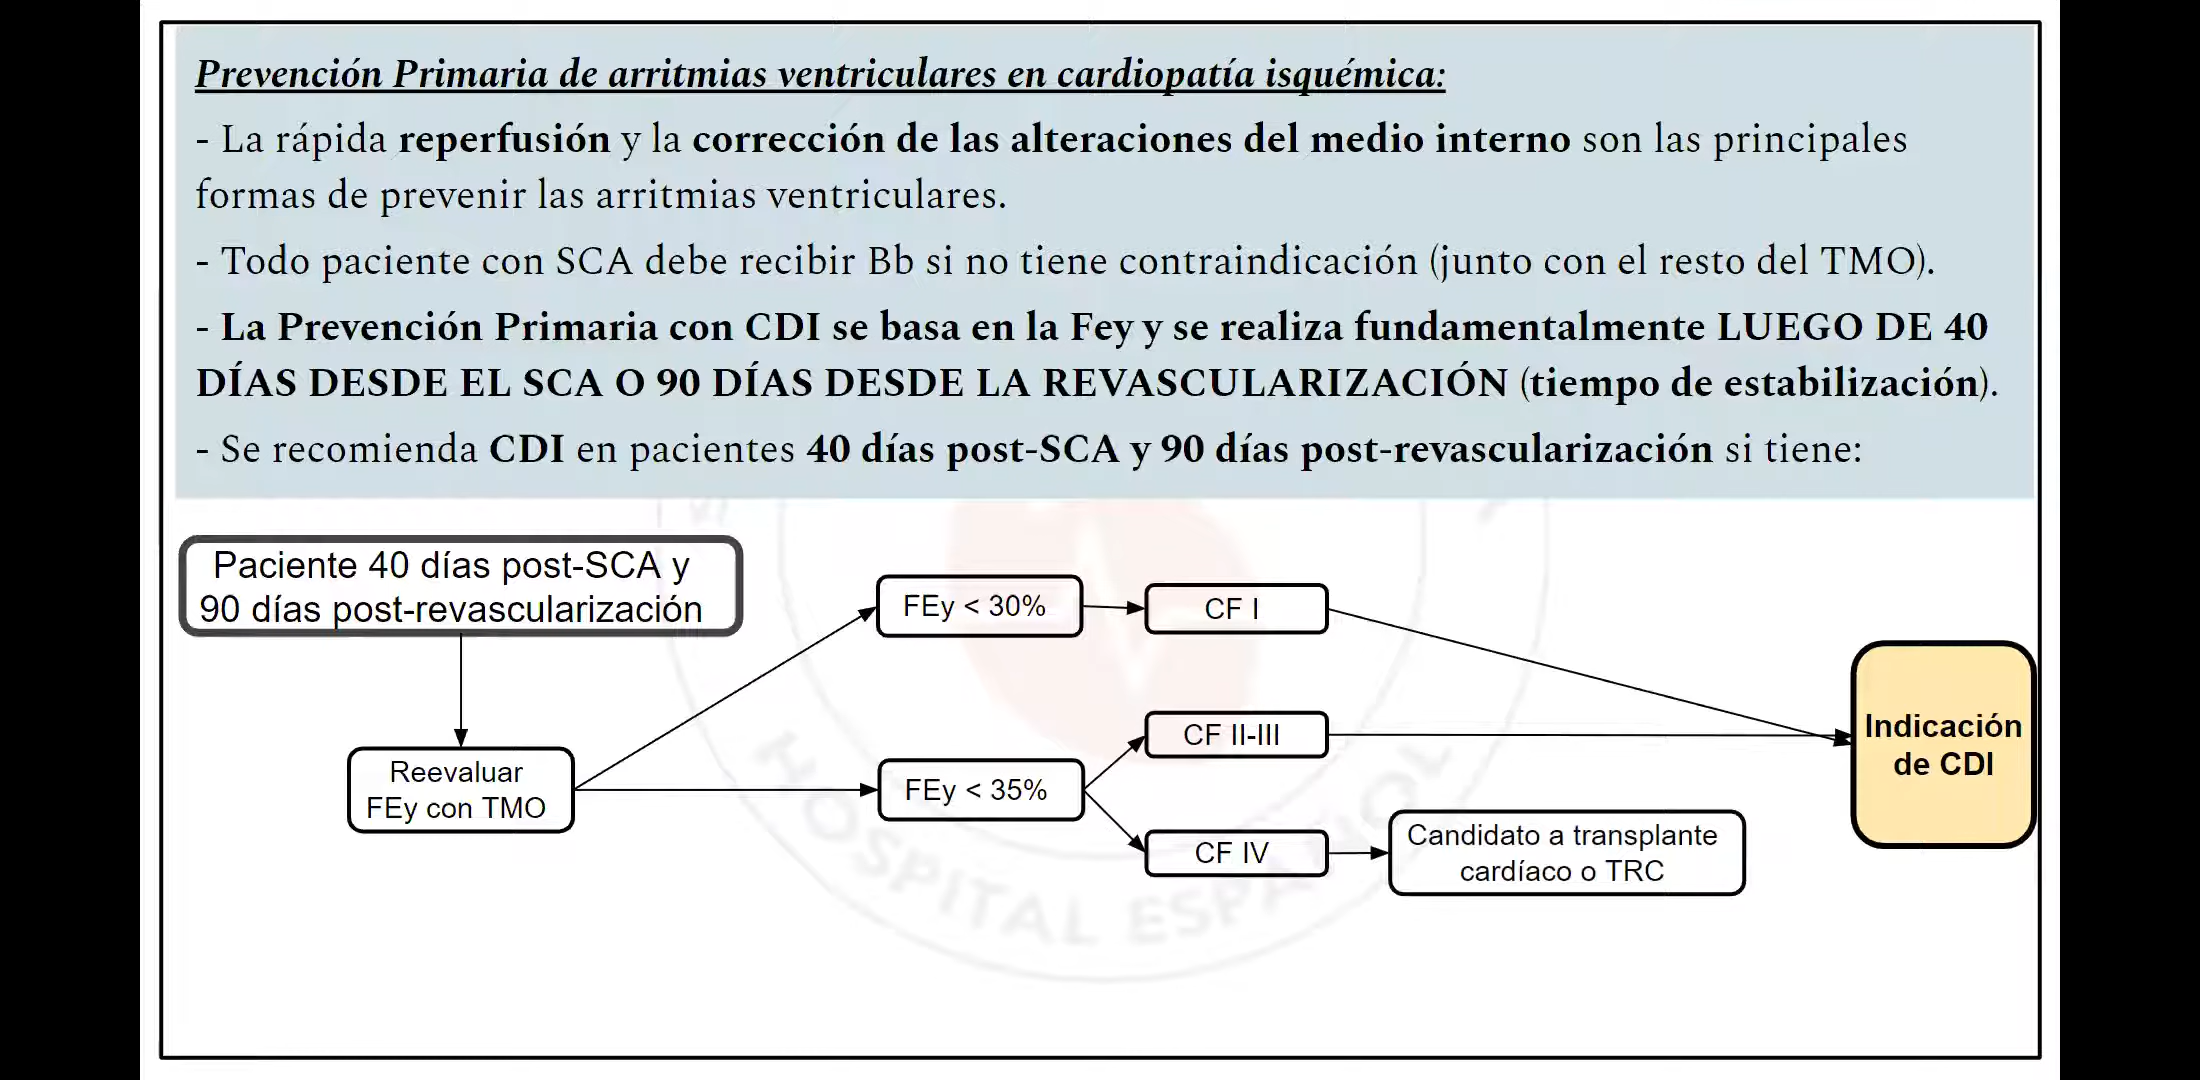 Prevención Primaria de arritmias ventriculares en cardiopatía isquémica:
- La rápida reperfusión y la corrección de las alteraciones del medio interno son las principales
formas de prevenir las arritmias ventriculares.
- Todo paciente con SCA debe recibir Bb si no tiene contraindicación (junto con el resto del TMO).
- La Prevención Primaria con CDI se basa en la Fey y se realiza fundamentalmente LUEGO DE 40
DÍAS DESDE EL SCA O 90 DÍAS DESDE LA REVASCULARIZACIÓN (tiempo de estabilización).
- Se recomienda CDI en pacientes 40 días post-SCA y 90 días post-revascularización si tiene:
Paciente 40 días post-SCA y
90 días post-revascularización
Reevaluar
FEy con TMO
FEy < 30%
CF I
FEy < 35%
CF II-III
CF IV
Candidato a transplante
cardíaco o TRC
Indicación
de CDI
HOSPITAL ESPAÑOL